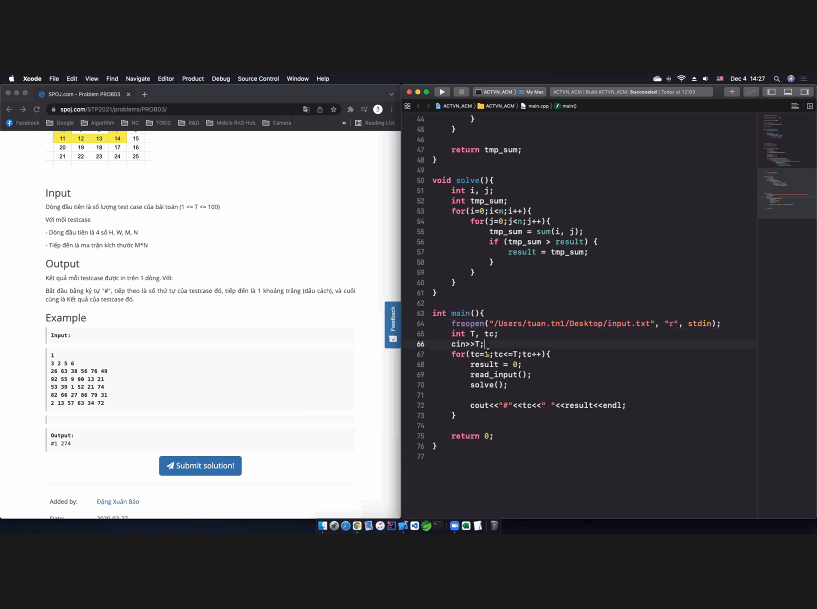 Xcode File Edit View Find Navigate Editor Product Debug Source Control Window Help
Dec 4 14:27
SPOJ.com - Problem PROB03
spoj.com/STP2021/problems/PROB03/
Facebook Google Algorithm NC TOEIC R&D Mobile RnD Hub Camera » Reading List
11 12 13 14 15
20 19 18 17 16
21 22 23 24 25
Input
Dòng đầu tiên là số lượng test case của bài toán (1 <= T <= 100)
Với mỗi testcase
- Dòng đầu tiên là 4 số H, W, M, N
- Tiếp đến là ma trận kích thước M*N
Output
Kết quả mỗi testcase được in trên 1 dòng. Với:
Bắt đầu bằng ký tự "#", tiếp theo là số thứ tự của testcase đó, tiếp đến là 1 khoảng trắng (dấu cách), và cuối
cùng là Kết quả của testcase đó.
Example
Input:
1
3 2 5 6
26 63 38 56 76 49
92 55 9 90 13 21
53 39 1 52 21 74
82 66 27 86 79 31
2 13 57 63 34 72
Output:
#1 274
Submit solution!
Added by: Đặng Xuân Bảo
Feedback
ACTVN_ACM My Mac
ACTVN_ACM | Build ACTVN_ACM: Succeeded | Today at 12:03
ACTVN_ACM ACTVN_ACM main.cpp main()
44 }
45 }
46
47 return tmp_sum;
48 }
49
50 void solve(){
51 int i, j;
52 int tmp_sum;
53 for(i=0;i<m;i++){
54 for(j=0;j<n;j++){
55 tmp_sum = sum(i, j);
56 if (tmp_sum > result) {
57 result = tmp_sum;
58 }
59 }
60 }
61 }
62
63 int main(){
64 freopen("/Users/tuan.tn1/Desktop/input.txt", "r", stdin);
65 int T, tc;
66 cin>>T;
67 for(tc=1;tc<=T;tc++){
68 result = 0;
69 read_input();
70 solve();
71
72 cout<<"#"<<tc<<" "<<result<<endl;
73 }
74
75 return 0;
76 }
77